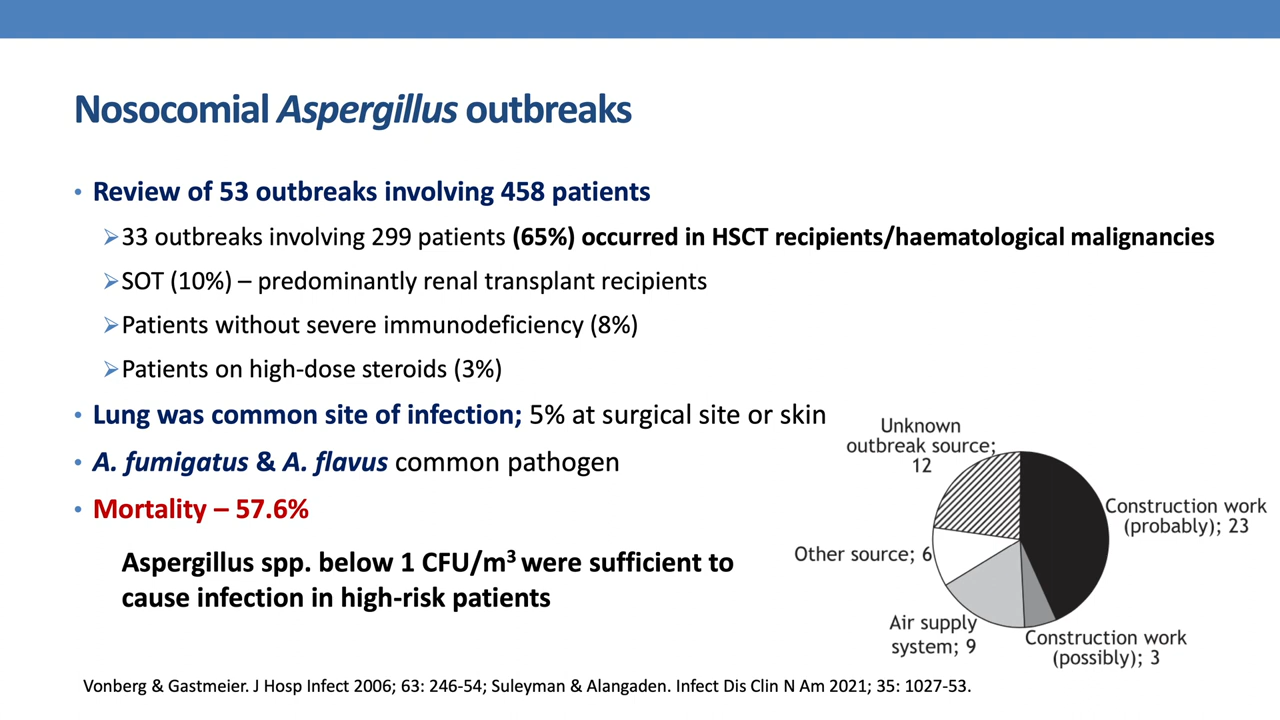 Nosocomial Aspergillus outbreaks
• Review of 53 outbreaks involving 458 patients
➢33 outbreaks involving 299 patients (65%) occurred in HSCT recipients/haematological malignancies
➢SOT (10%) – predominantly renal transplant recipients
➢Patients without severe immunodeficiency (8%)
➢Patients on high-dose steroids (3%)
• Lung was common site of infection; 5% at surgical site or skin
• A. fumigatus & A. flavus common pathogen
• Mortality – 57.6%
Aspergillus spp. below 1 CFU/m³ were sufficient to
cause infection in high-risk patients
Unknown
outbreak source;
12
Construction work
(probably); 23
Other source; 6
Air supply
system; 9
Construction work
(possibly); 3
Vonberg & Gastmeier. J Hosp Infect 2006; 63: 246-54; Suleyman & Alangaden. Infect Dis Clin N Am 2021; 35: 1027-53.